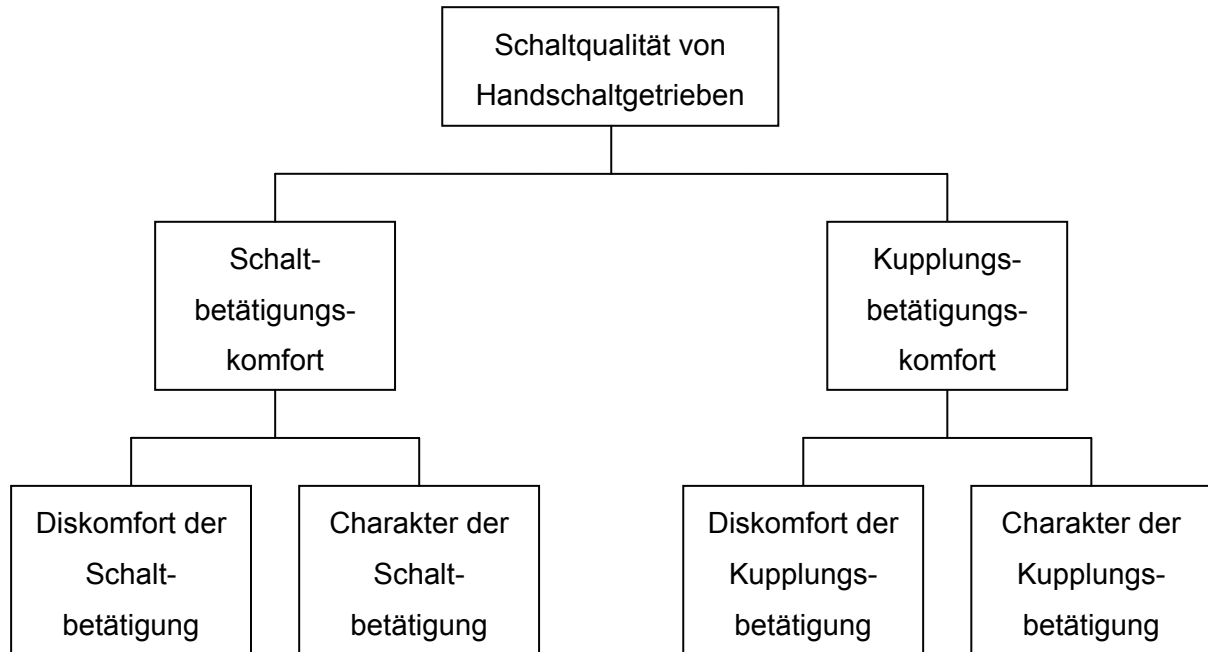 Schaltqualität von
Handschaltgetrieben
Schalt-
betätigungs-
komfort
Kupplungs-
betätigungs-
komfort
Diskomfort der
Schalt-
betätigung
Charakter der
Schalt-
betätigung
Diskomfort der
Kupplungs-
betätigung
Charakter der
Kupplungs-
betätigung